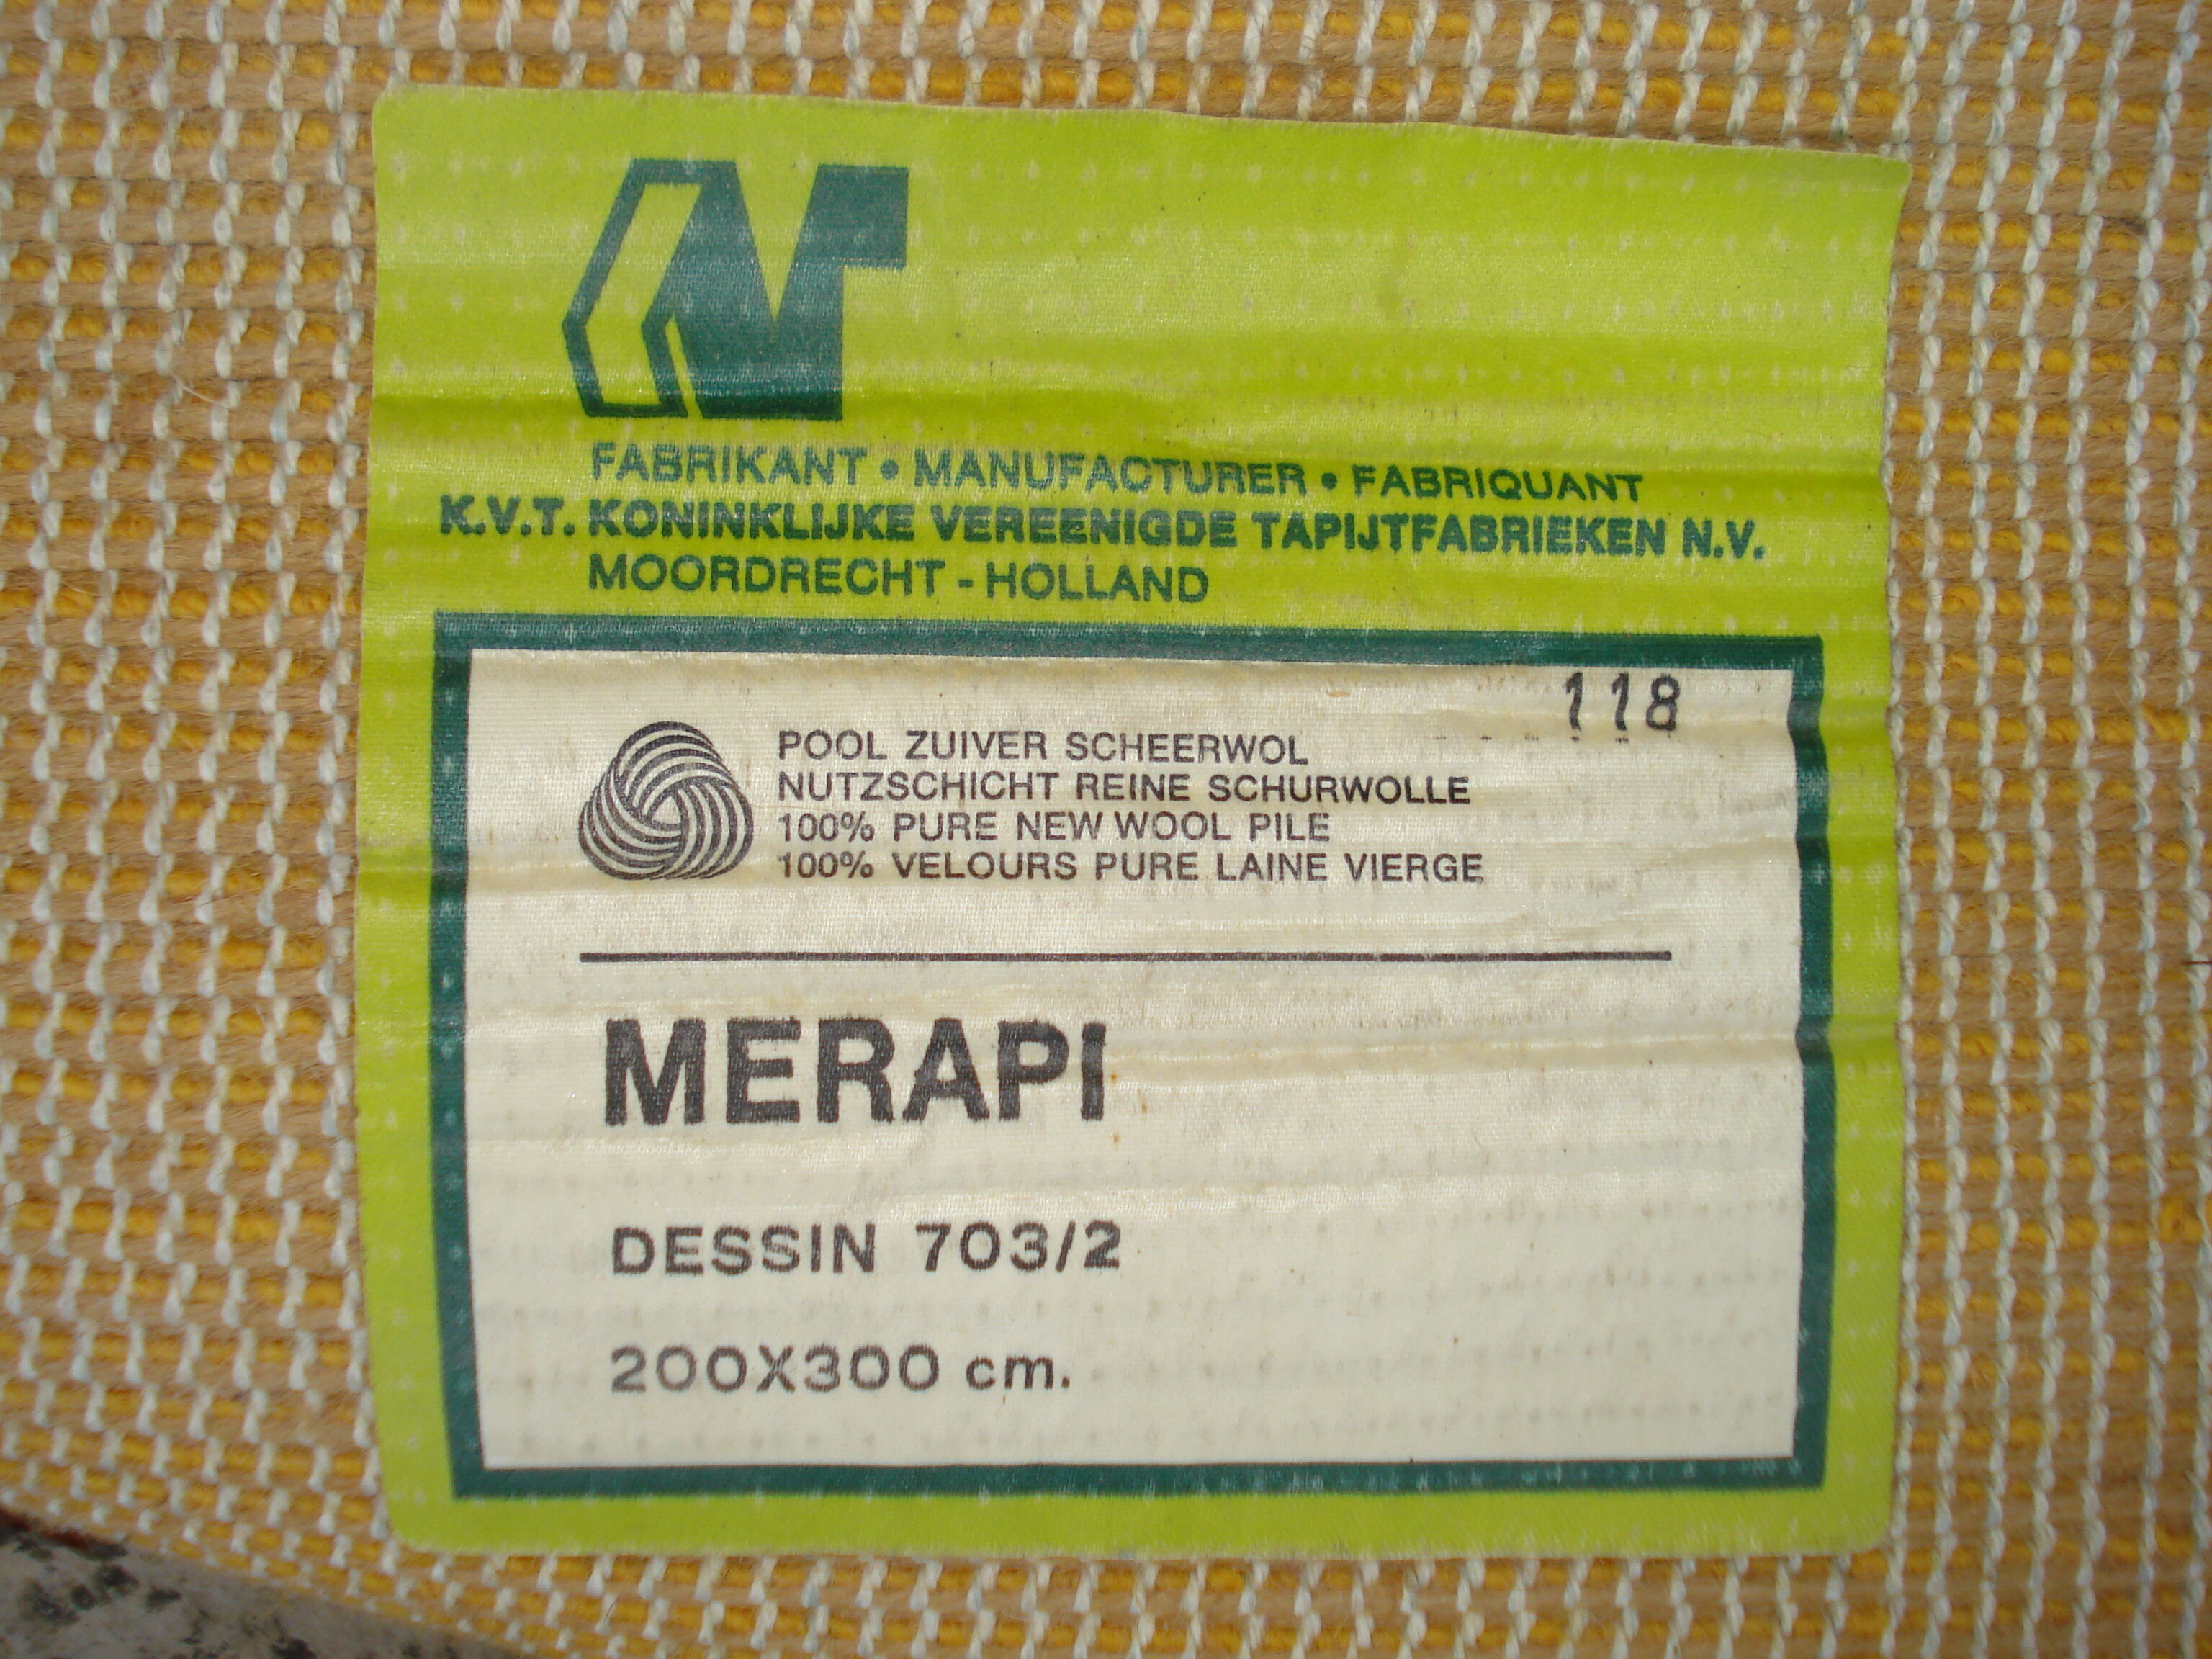 FABRIKANT • MANUFACTURER • FABRIQUANT
K.V.T. KONINKLIJKE VEREENIGDE TAPIJTFABRIEKEN N.V.
MOORDRECHT - HOLLAND
118
POOL ZUIVER SCHEERWOL
NUTZSCHICHT REINE SCHURWOLLE
100% PURE NEW WOOL PILE
100% VELOURS PURE LAINE VIERGE
MERAPI
DESSIN 703/2
200X300 cm.